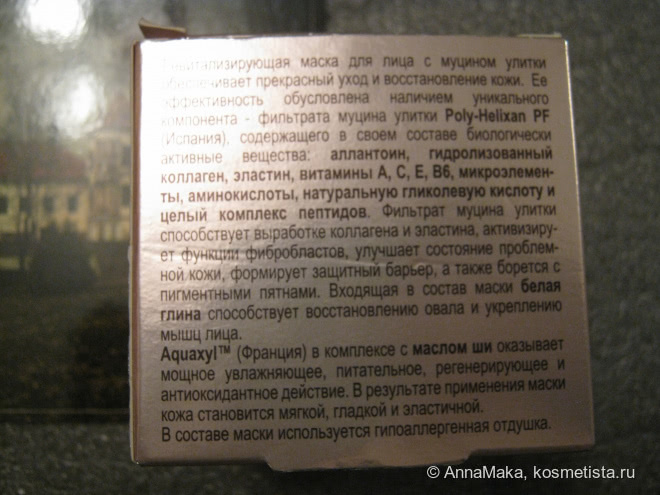 Ревитализирующая маска для лица с муцином улитки
обеспечивает прекрасный уход и восстановление кожи. Ее
эффективность обусловлена наличием уникального
компонента - фильтрата муцина улитки Poly-Helixan PF
(Испания), содержащего в своем составе биологически
активные вещества: аллантоин, гидролизованный
коллаген, эластин, витамины А, С, Е, В6, микроэлемен-
ты, аминокислоты, натуральную гликолевую кислоту и
целый комплекс пептидов. Фильтрат муцина улитки
способствует выработке коллагена и эластина, активизиру-
ет функции фибробластов, улучшает состояние проблем-
ной кожи, формирует защитный барьер, а также борется с
пигментными пятнами. Входящая в состав маски белая
глина способствует восстановлению овала и укреплению
мышц лица.
Aquaxyl™ (Франция) в комплексе с маслом ши оказывает
мощное увлажняющее, питательное, регенерирующее и
антиоксидантное действие. В результате применения маски
кожа становится мягкой, гладкой и эластичной.
В составе маски используется гипоаллергенная отдушка.
© AnnaMaka, kosmetista.ru